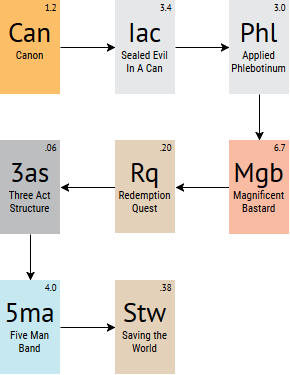 1.2
Can
Canon
3.4
Iac
Sealed Evil
In A Can
3.0
Phl
Applied
Phlebotinum
.06
3as
Three Act
Structure
.20
Rq
Redemption
Quest
6.7
Mgb
Magnificent
Bastard
4.0
5ma
Five Man
Band
.38
Stw
Saving the
World